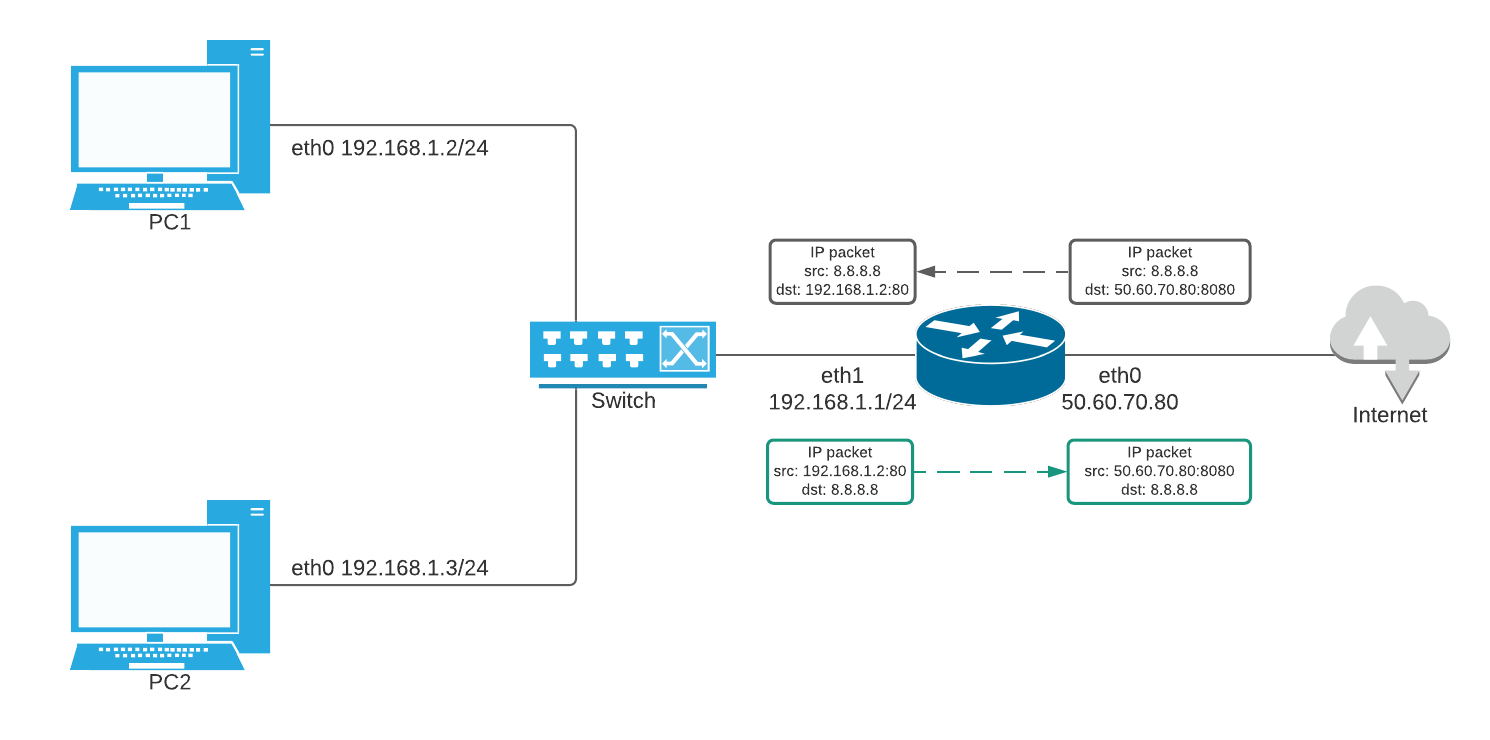 eth0 192.168.1.2/24
PC1
IP packet
src: 8.8.8.8
dst: 192.168.1.2:80
IP packet
src: 8.8.8.8
dst: 50.60.70.80:8080
Switch
eth1
192.168.1.1/24
eth0
50.60.70.80
Internet
IP packet
src: 192.168.1.2:80
dst: 8.8.8.8
IP packet
src: 50.60.70.80:8080
dst: 8.8.8.8
eth0 192.168.1.3/24
PC2